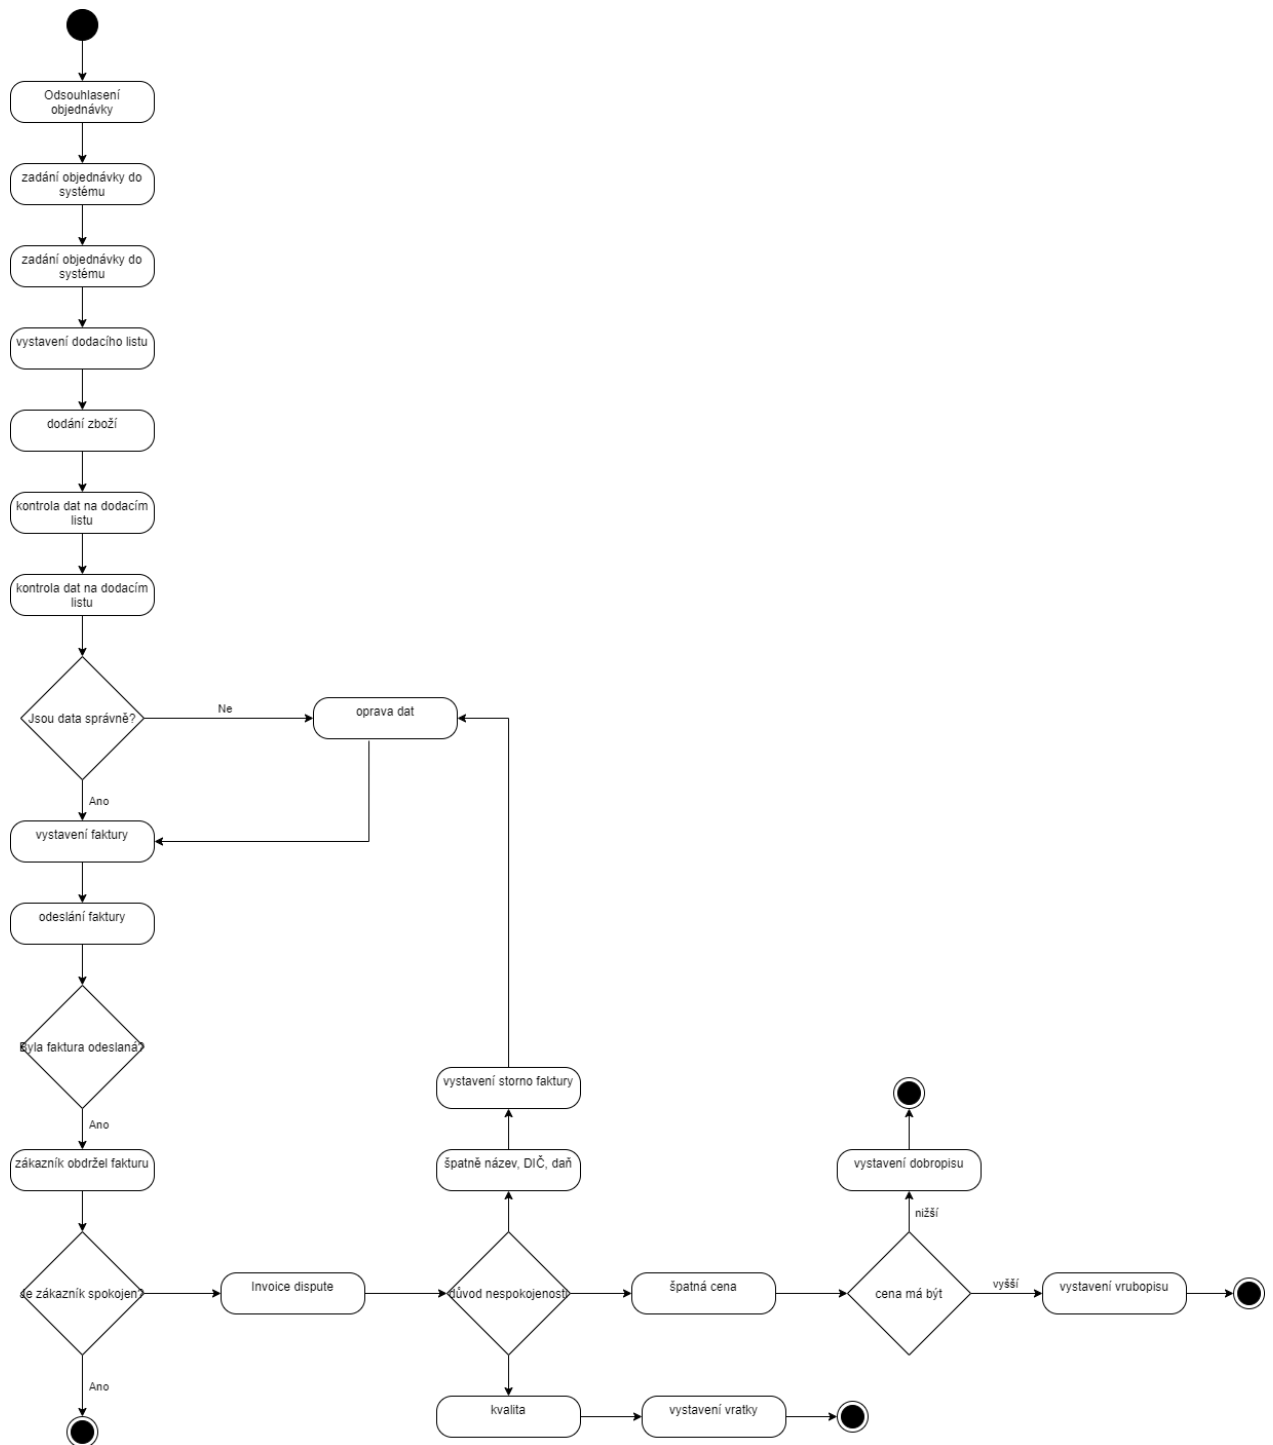 Odsouhlasení
objednávky
zadání objednávky do
systému
zadání objednávky do
systému
vystavení dodacího listu
dodání zboží
kontrola dat na dodacím
listu
kontrola dat na dodacím
listu
Jsou data správně?
Ne
oprava dat
Ano
vystavení faktury
odeslání faktury
Byla faktura odeslaná?
Ano
zákazník obdržel fakturu
vystavení storno faktury
špatně název, DIČ, daň
vystavení dobropisu
nižší
Je zákazník spokojen?
Invoice dispute
důvod nespokojenosti
špatná cena
cena má být
vyšší
vystavení vrubopisu
Ano
kvalita
vystavení vratky